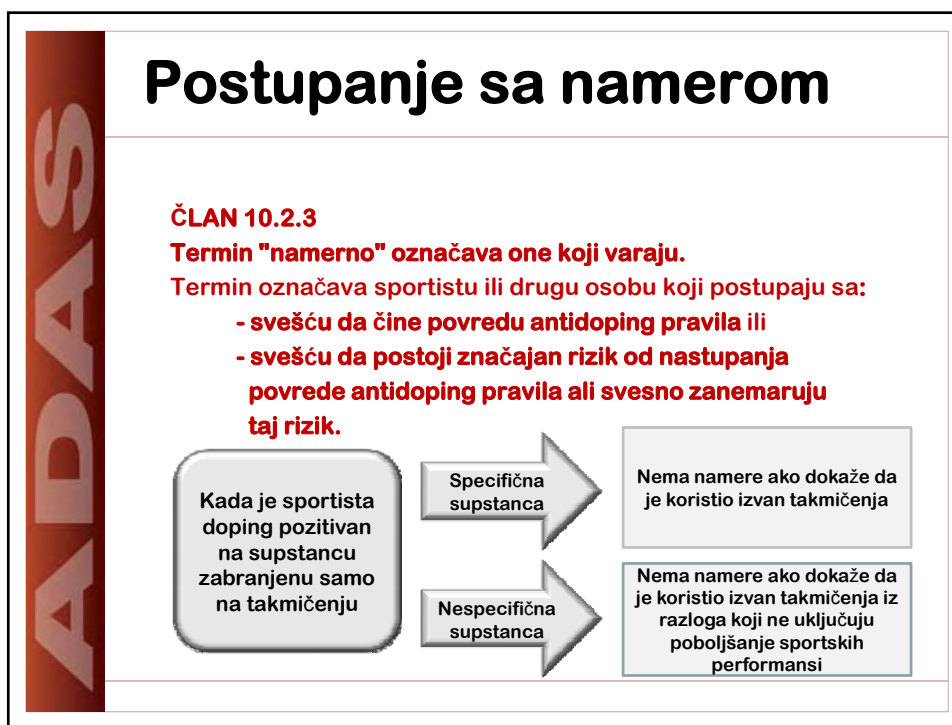 Postupanje sa namerom
ADAS
ČLAN 10.2.3
Termin "namerno" označava one koji varaju.
Termin označava sportistu ili drugu osobu koji postupaju sa:
- svešću da čine povredu antidoping pravila ili
- svešću da postoji značajan rizik od nastupanja
povrede antidoping pravila ali svesno zanemaruju
taj rizik.
Kada je sportista
doping pozitivan
na supstancu
zabranjenu samo
na takmičenju
Specifična
supstanca
Nema namere ako dokaže da
je koristio izvan takmičenja
Nespecifična
supstanca
Nema namere ako dokaže da
je koristio izvan takmičenja iz
razloga koji ne uključuju
poboljšanje sportskih
performansi